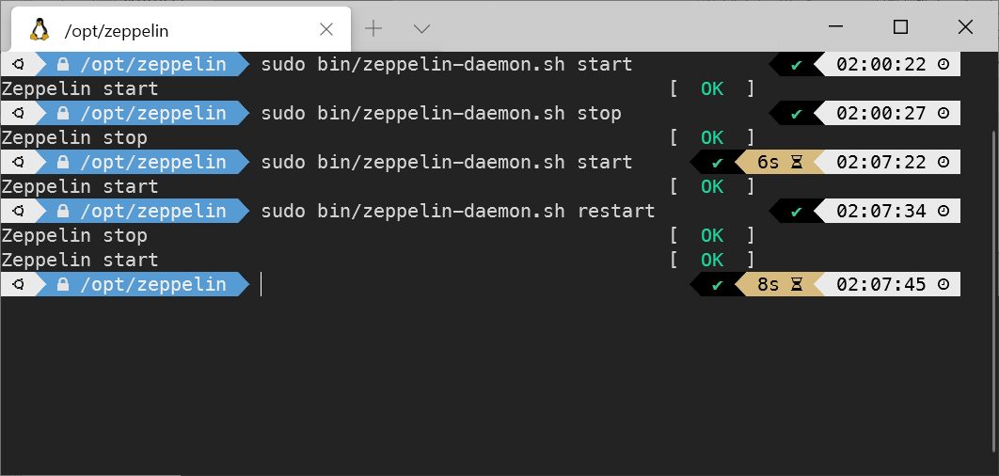 /opt/zeppelin
/opt/zeppelin sudo bin/zeppelin-daemon.sh start ✔ 02:00:22
Zeppelin start [ OK ]
/opt/zeppelin sudo bin/zeppelin-daemon.sh stop ✔ 02:00:27
Zeppelin stop [ OK ]
/opt/zeppelin sudo bin/zeppelin-daemon.sh start ✔ 6s 02:07:22
Zeppelin start [ OK ]
/opt/zeppelin sudo bin/zeppelin-daemon.sh restart ✔ 02:07:34
Zeppelin stop [ OK ]
Zeppelin start [ OK ]
/opt/zeppelin ✔ 8s 02:07:45